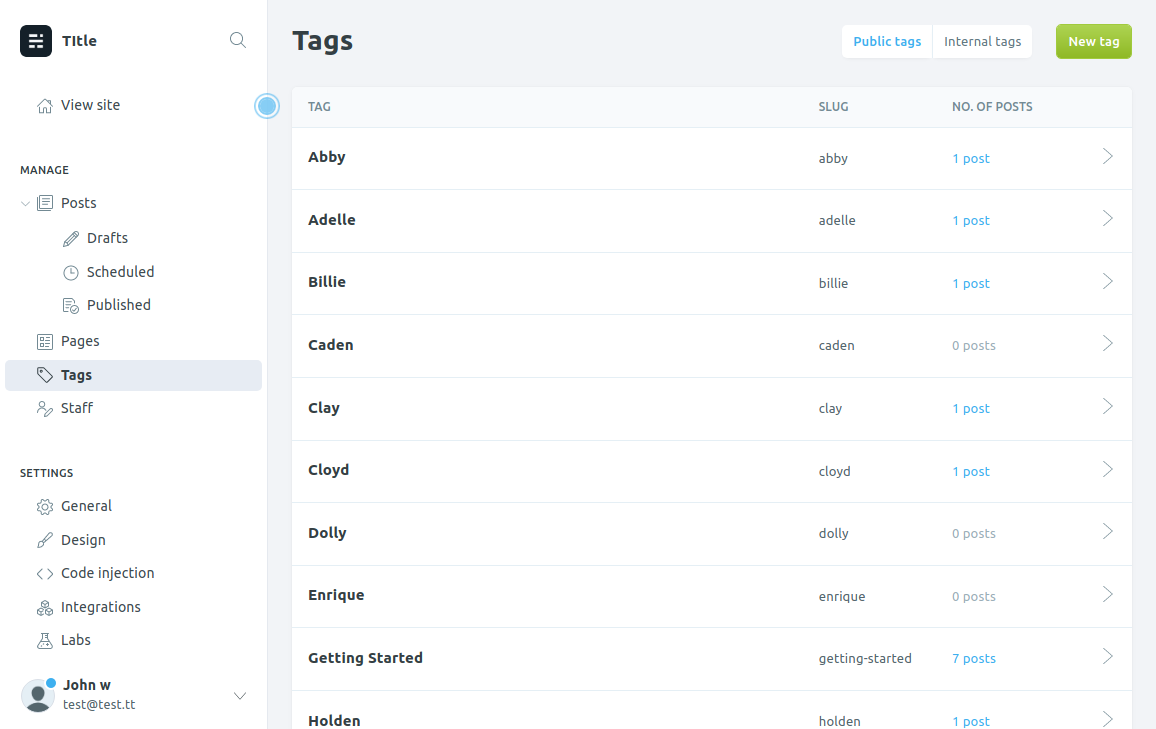 TItle
View site
MANAGE
Posts
Drafts
Scheduled
Published
Pages
Tags
Staff
SETTINGS
General
Design
Code injection
Integrations
Labs
John w
test@test.tt
Tags
Public tags Internal tags New tag
TAG SLUG NO. OF POSTS
Abby abby 1 post
Adelle adelle 1 post
Billie billie 1 post
Caden caden 0 posts
Clay clay 1 post
Cloyd cloyd 1 post
Dolly dolly 0 posts
Enrique enrique 0 posts
Getting Started getting-started 7 posts
Holden holden 1 post